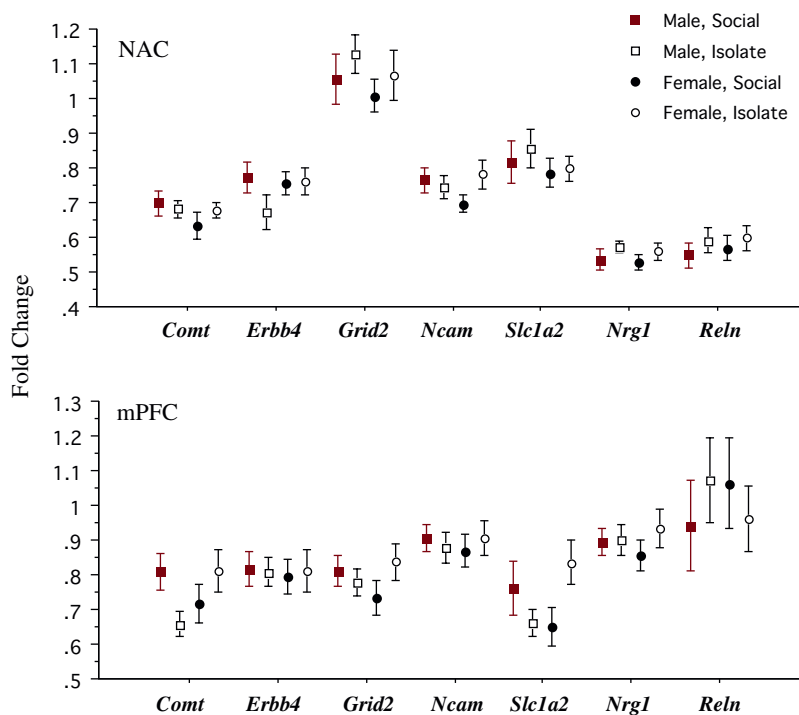 Male, Social
Male, Isolate
Female, Social
Female, Isolate
NAC
1.2
1.1
1
.9
.8
.7
.6
.5
.4
Comt Erbb4 Grid2 Ncam Slc1a2 Nrg1 Reln
Fold Change
mPFC
1.3
1.2
1.1
1
.9
.8
.7
.6
.5
Comt Erbb4 Grid2 Ncam Slc1a2 Nrg1 Reln